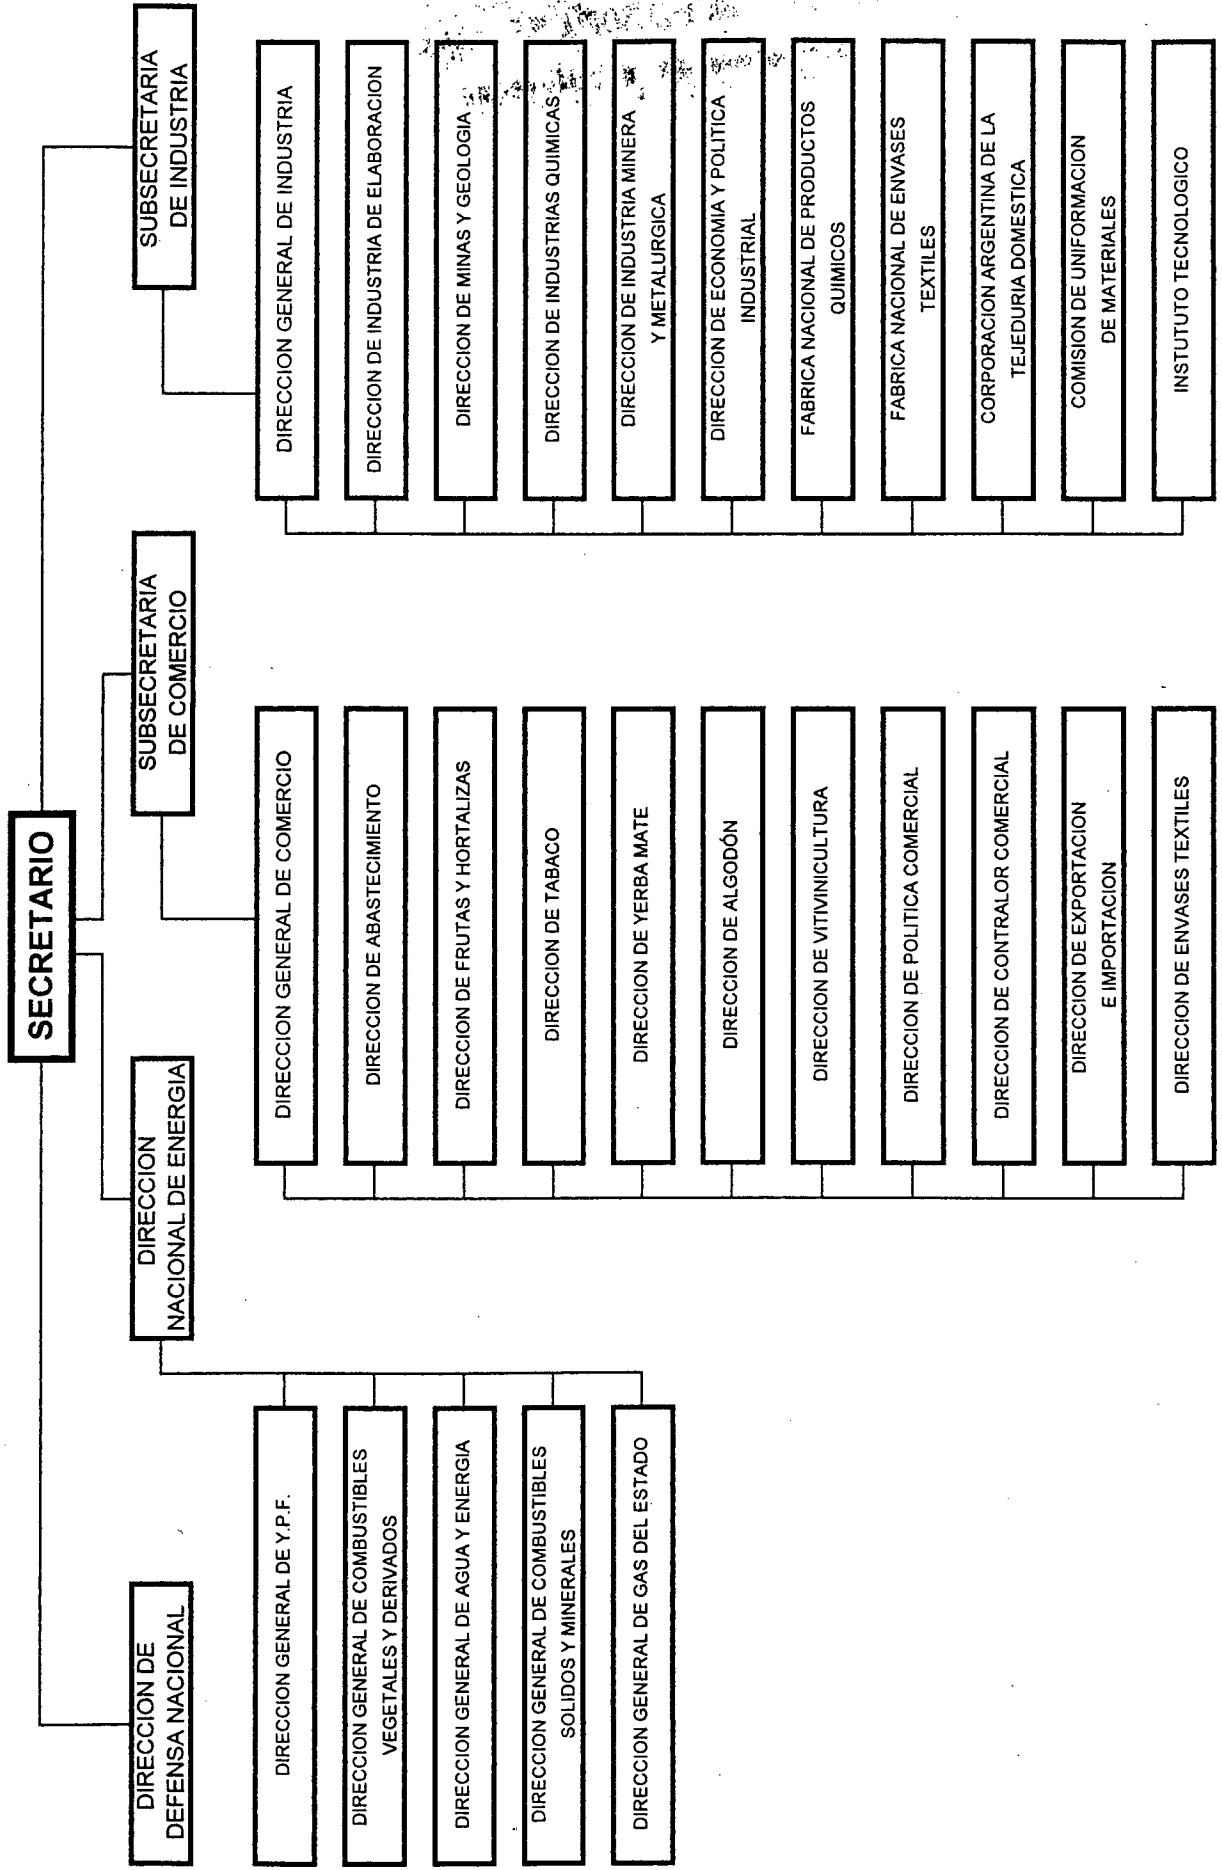 SECRETARIO
DIRECCION DE
DEFENSA NACIONAL
DIRECCION
NACIONAL DE ENERGIA
SUBSECRETARIA
DE COMERCIO
SUBSECRETARIA
DE INDUSTRIA
DIRECCION GENERAL DE Y.P.F.
DIRECCION GENERAL DE COMBUSTIBLES
VEGETALES Y DERIVADOS
DIRECCION GENERAL DE AGUA Y ENERGIA
DIRECCION GENERAL DE COMBUSTIBLES
SOLIDOS Y MINERALES
DIRECCION GENERAL DE GAS DEL ESTADO
DIRECCION GENERAL DE COMERCIO
DIRECCION DE ABASTECIMIENTO
DIRECCION DE FRUTAS Y HORTALIZAS
DIRECCION DE TABACO
DIRECCION DE YERBA MATE
DIRECCION DE ALGODÓN
DIRECCION DE VITIVINICULTURA
DIRECCION DE POLITICA COMERCIAL
DIRECCION DE CONTRALOR COMERCIAL
DIRECCION DE EXPORTACION
E IMPORTACION
DIRECCION DE ENVASES TEXTILES
DIRECCION GENERAL DE INDUSTRIA
DIRECCION DE INDUSTRIA DE ELABORACION
DIRECCION DE MINAS Y GEOLOGIA
DIRECCION DE INDUSTRIAS QUIMICAS
DIRECCION DE INDUSTRIA MINERA
Y METALURGICA
DIRECCION DE ECONOMIA Y POLITICA
INDUSTRIAL
FABRICA NACIONAL DE PRODUCTOS
QUIMICOS
FABRICA NACIONAL DE ENVASES
TEXTILES
CORPORACION ARGENTINA DE LA
TEJEDURIA DOMESTICA
COMISION DE UNIFORMACION
DE MATERIALES
INSTUTUTO TECNOLOGICO